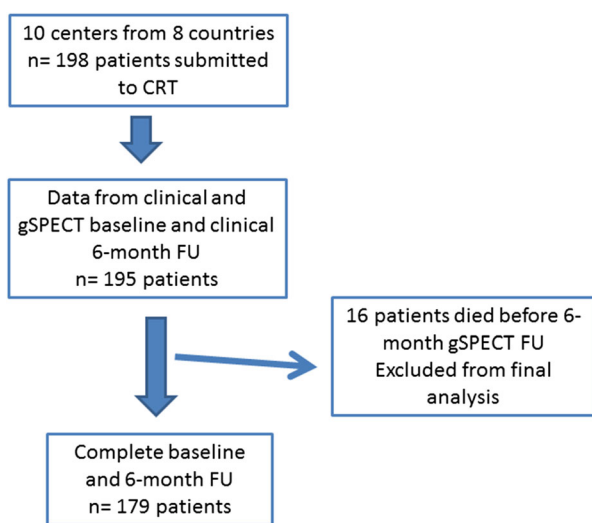 10 centers from 8 countries
n= 198 patients submitted
to CRT
Data from clinical and
gSPECT baseline and clinical
6-month FU
n= 195 patients
16 patients died before 6-
month gSPECT FU
Excluded from final
analysis
Complete baseline
and 6-month FU
n= 179 patients